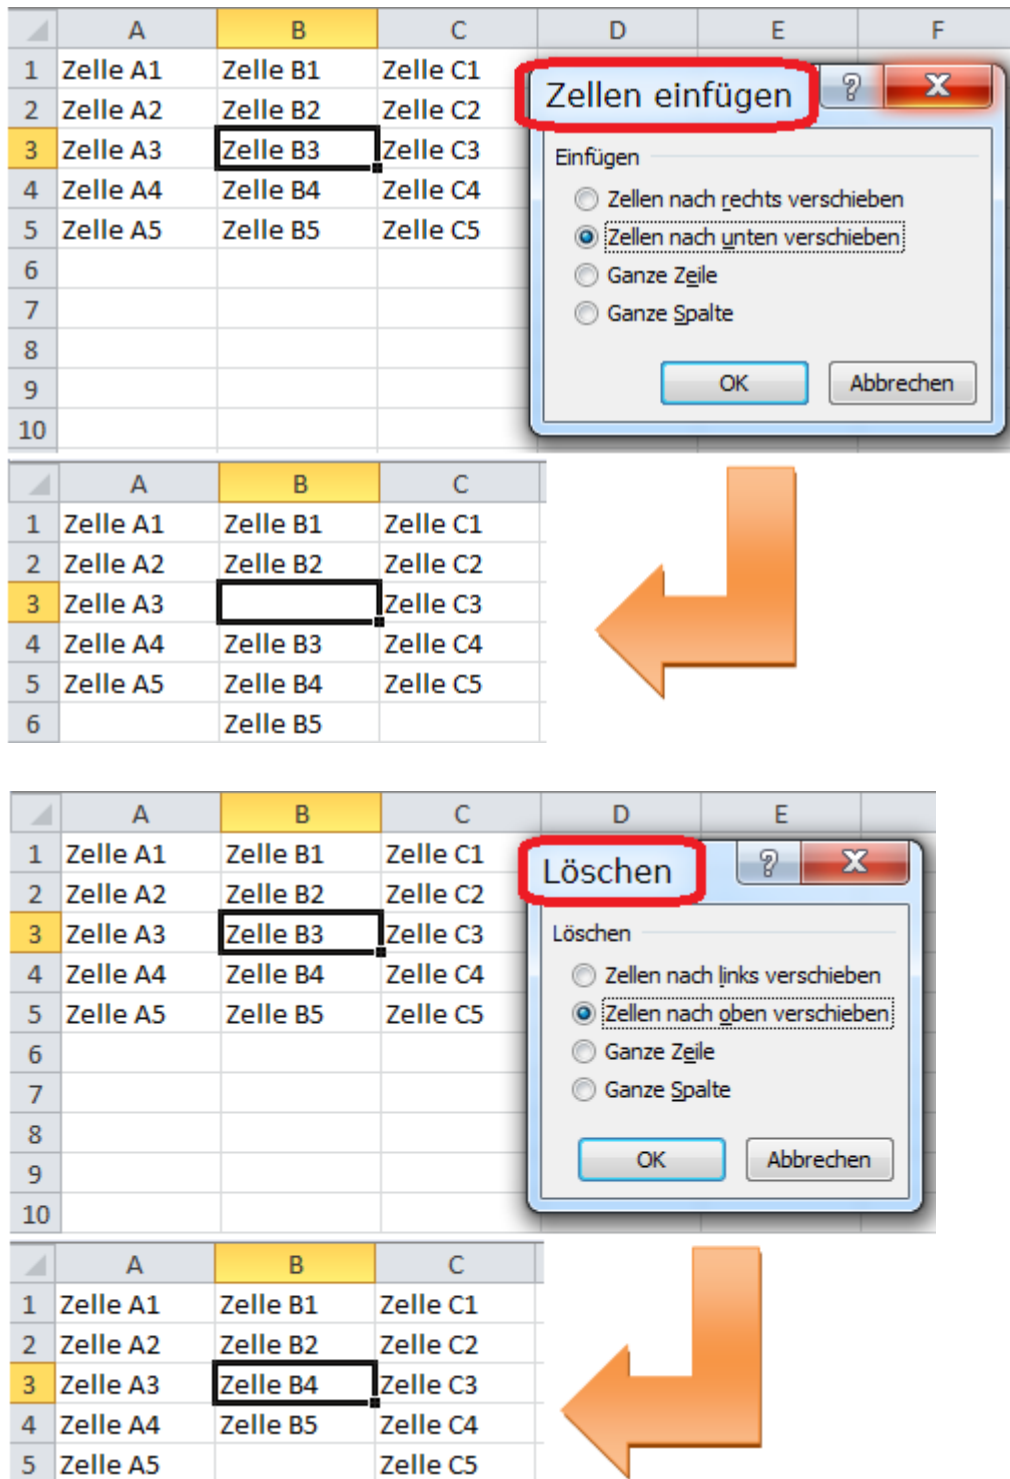 A B C D E F
1 Zelle A1 Zelle B1 Zelle C1
2 Zelle A2 Zelle B2 Zelle C2
3 Zelle A3 Zelle B3 Zelle C3
4 Zelle A4 Zelle B4 Zelle C4
5 Zelle A5 Zelle B5 Zelle C5
6
7
8
9
10
Zellen einfügen ? X
Einfügen
Zellen nach rechts verschieben
Zellen nach unten verschieben
Ganze Zeile
Ganze Spalte
OK Abbrechen
A B C
1 Zelle A1 Zelle B1 Zelle C1
2 Zelle A2 Zelle B2 Zelle C2
3 Zelle A3 Zelle C3
4 Zelle A4 Zelle B3 Zelle C4
5 Zelle A5 Zelle B4 Zelle C5
6 Zelle B5
A B C D E
1 Zelle A1 Zelle B1 Zelle C1
2 Zelle A2 Zelle B2 Zelle C2
3 Zelle A3 Zelle B3 Zelle C3
4 Zelle A4 Zelle B4 Zelle C4
5 Zelle A5 Zelle B5 Zelle C5
6
7
8
9
10
Löschen ? X
Löschen
Zellen nach links verschieben
Zellen nach oben verschieben
Ganze Zeile
Ganze Spalte
OK Abbrechen
A B C
1 Zelle A1 Zelle B1 Zelle C1
2 Zelle A2 Zelle B2 Zelle C2
3 Zelle A3 Zelle B4 Zelle C3
4 Zelle A4 Zelle B5 Zelle C4
5 Zelle A5 Zelle C5